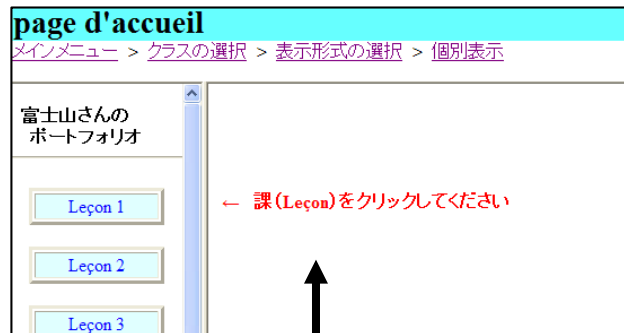 page d'accueil
メインメニュー > クラスの選択 > 表示形式の選択 > 個別表示
富士山さんの
ポートフォリオ
← 課(Leçon)をクリックしてください
Leçon 1
Leçon 2
Leçon 3